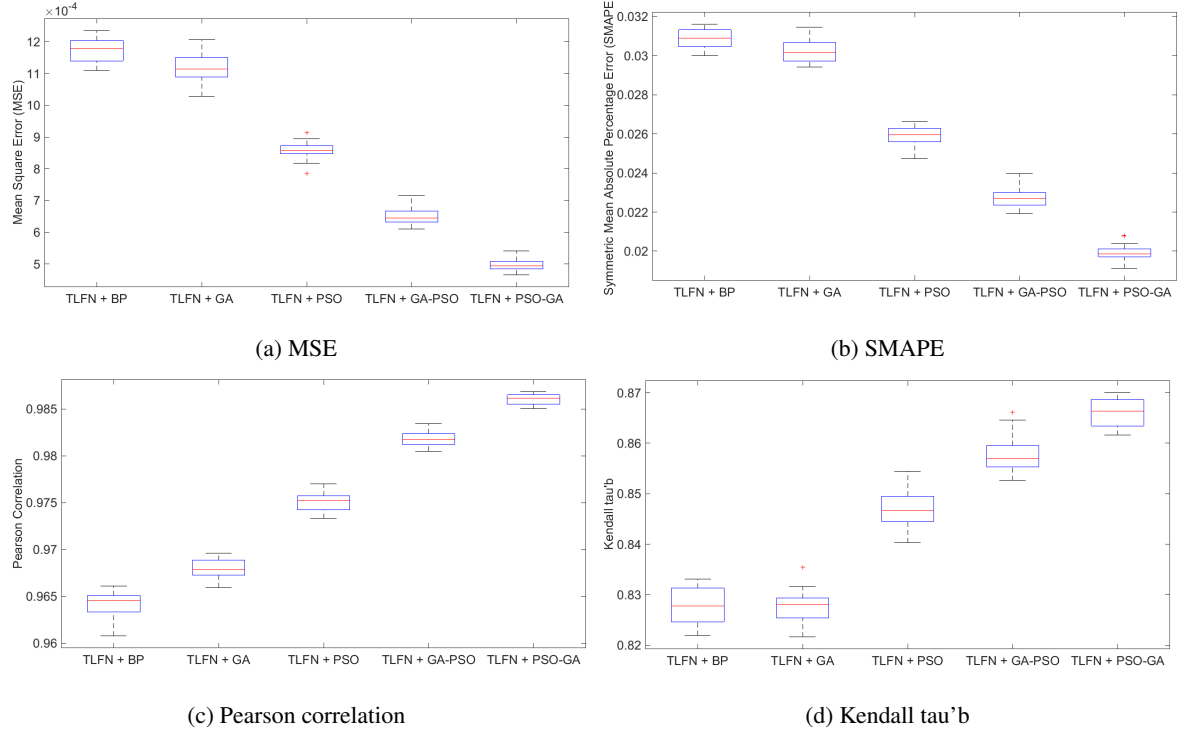 ×10⁻⁴
12
11
10
9
8
7
6
5
Mean Square Error (MSE)
TLFN + BP TLFN + GA TLFN + PSO TLFN + GA-PSO TLFN + PSO-GA
(a) MSE
0.032
0.03
0.028
0.026
0.024
0.022
0.02
Symmetric Mean Absolute Percentage Error (SMAPE
TLFN + BP TLFN + GA TLFN + PSO TLFN + GA-PSO TLFN + PSO-GA
(b) SMAPE
0.985
0.98
0.975
0.97
0.965
0.96
Pearson Correlation
TLFN + BP TLFN + GA TLFN + PSO TLFN + GA-PSO TLFN + PSO-GA
(c) Pearson correlation
0.87
0.86
0.85
0.84
0.83
0.82
Kendall tau'b
TLFN + BP TLFN + GA TLFN + PSO TLFN + GA-PSO TLFN + PSO-GA
(d) Kendall tau’b